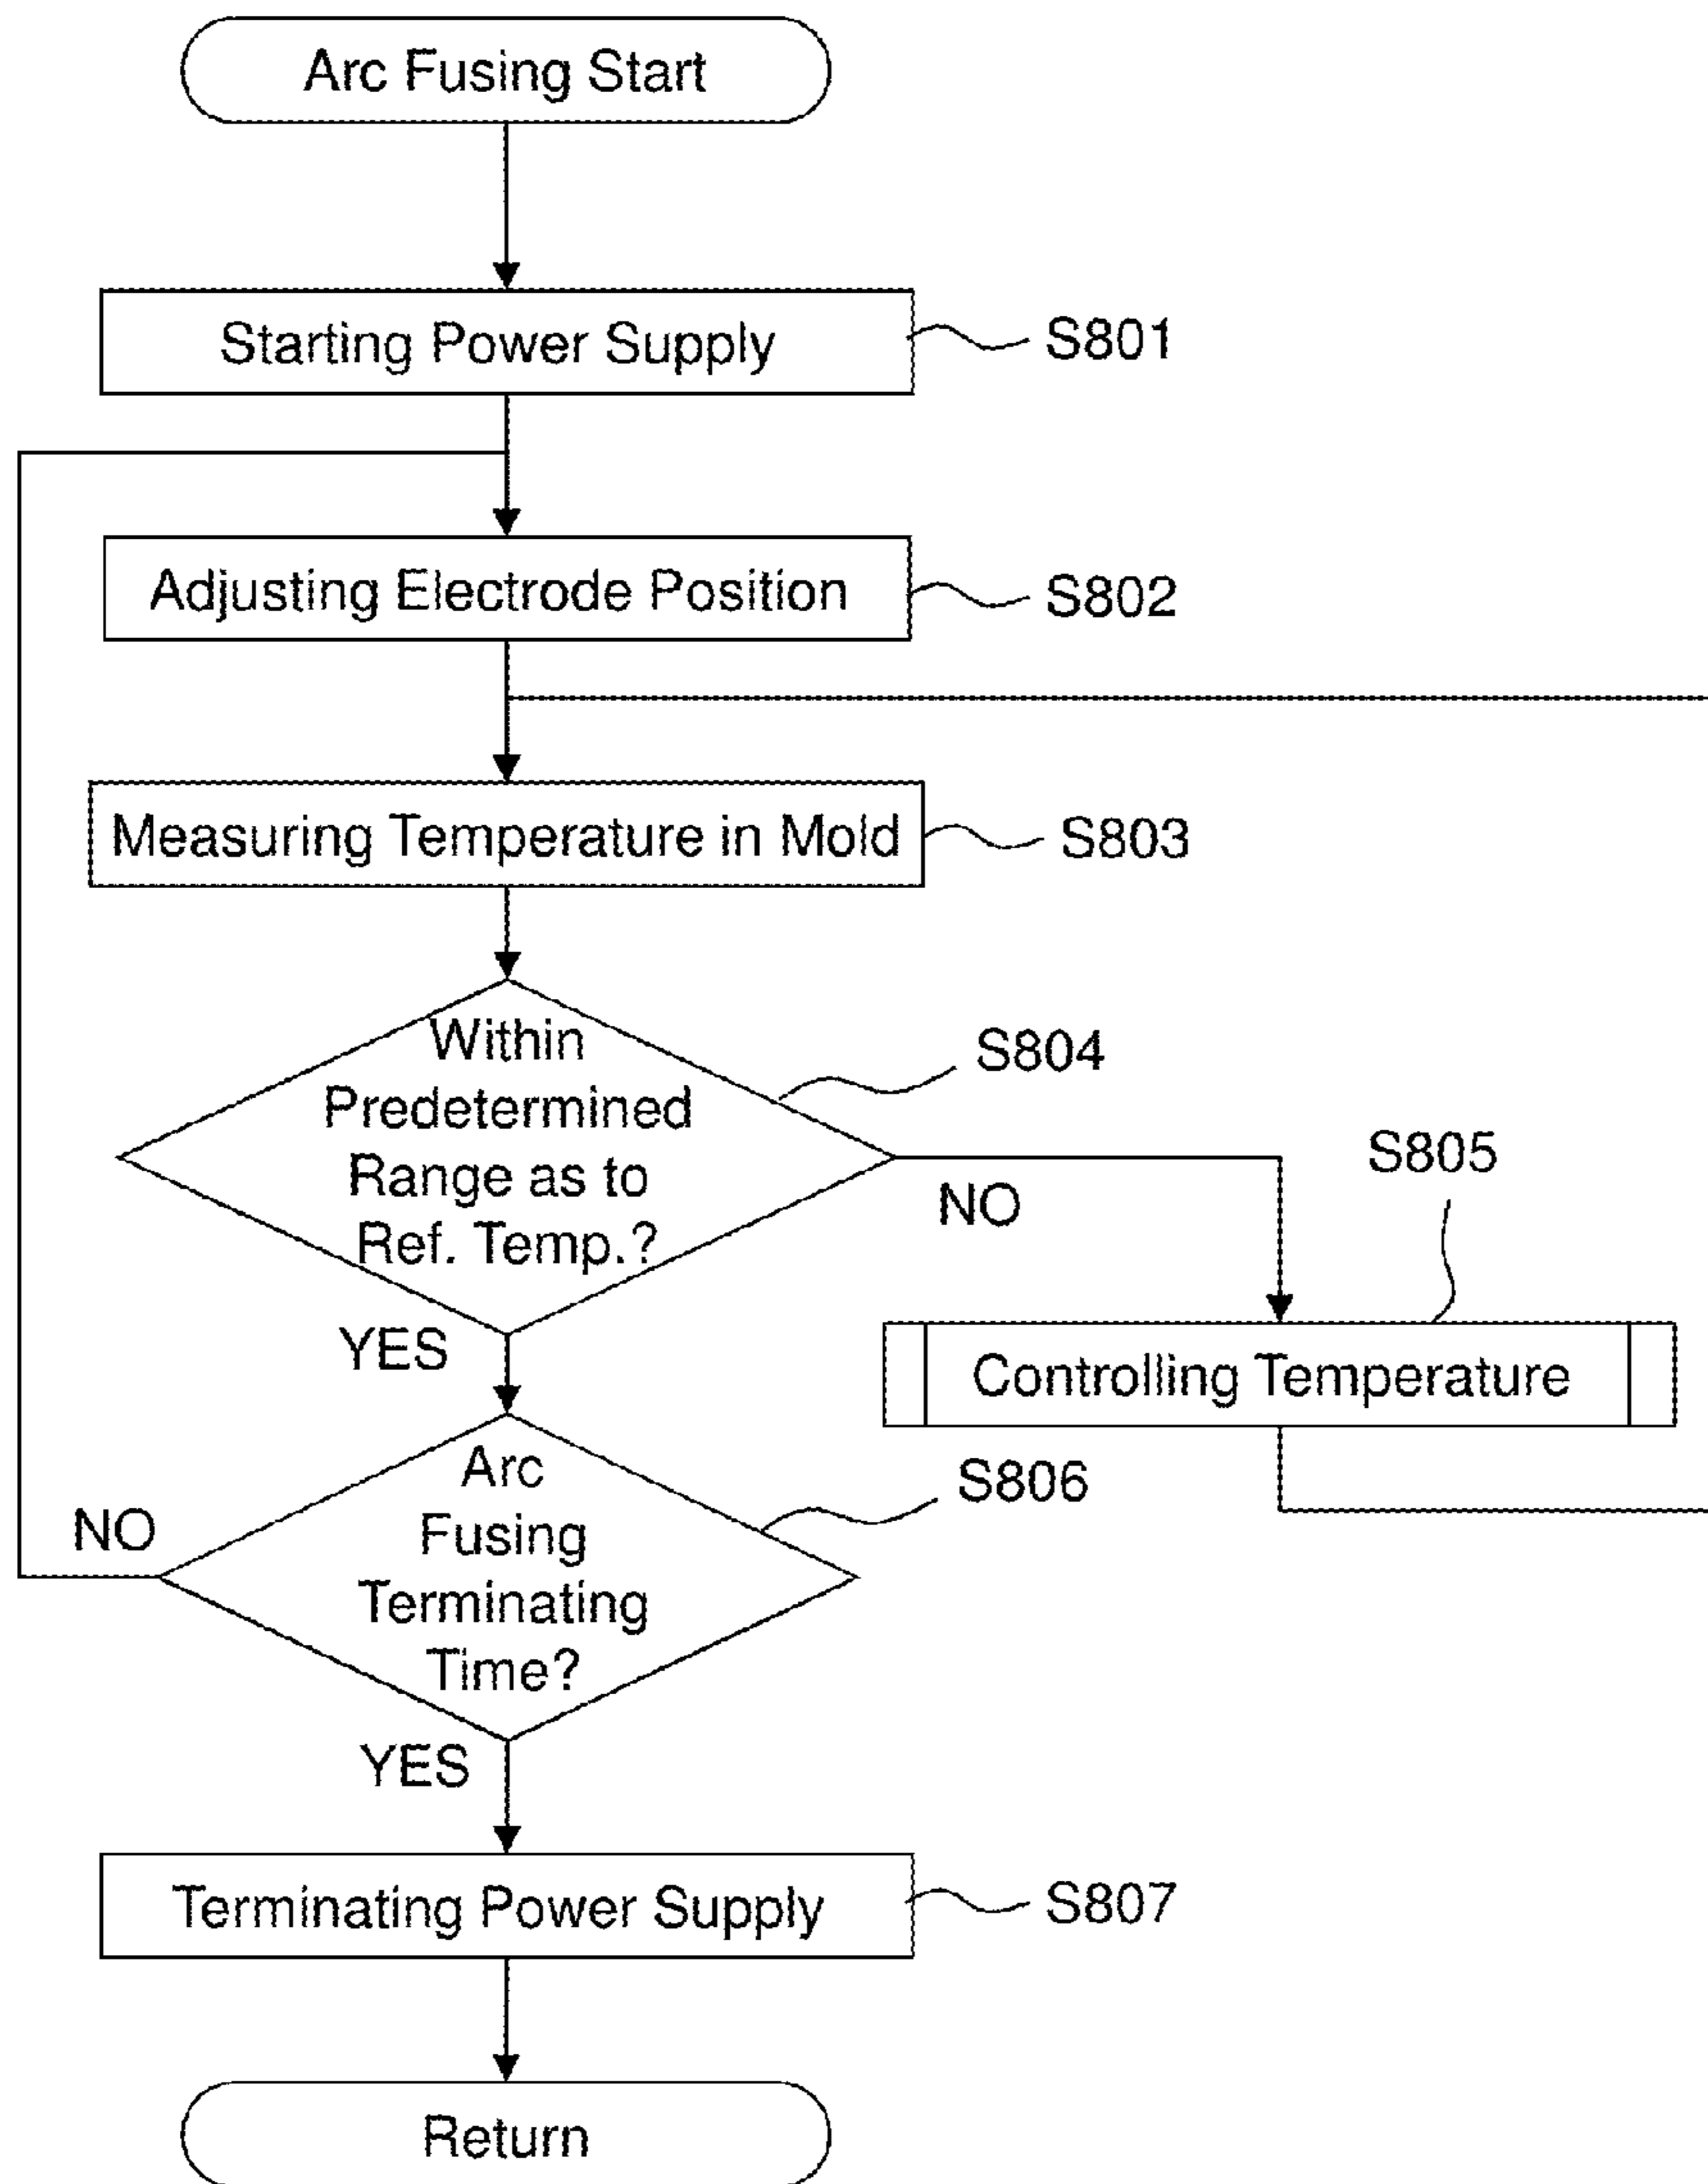 Arc Fusing Start
Starting Power Supply
S801
Adjusting Electrode Position
S802
Measuring Temperature in Mold
S803
Within
Predetermined
Range as to
Ref. Temp.?
S804
NO
YES
S805
Controlling Temperature
Arc
Fusing
Terminating
Time?
S806
NO
YES
Terminating Power Supply
S807
Return